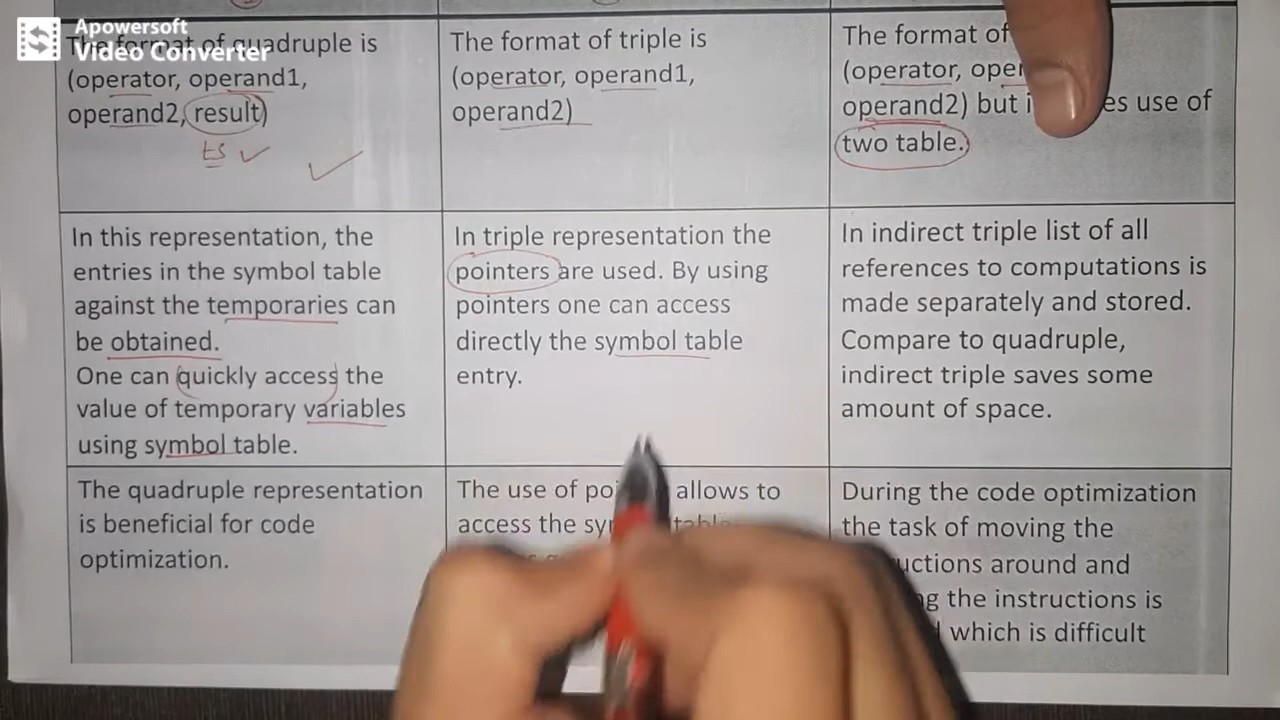 Apowersoft
Video Converter
The format of quadruple is
(operator, operand1,
operand2, result)
ts
The format of triple is
(operator, operand1,
operand2)
The format of
(operator,
operand2) but use of
two table.
In this representation, the
entries in the symbol table
against the temporaries can
be obtained.
One can quickly access the
value of temporary variables
using symbol table.
In triple representation the
pointers are used. By using
pointers one can access
directly the symbol table
entry.
In indirect triple list of all
references to computations is
made separately and stored.
Compare to quadruple,
indirect triple saves some
amount of space.
The quadruple representation
is beneficial for code
optimization.
The use of allows to
access the table
During the code optimization
the task of moving the
around and
the instructions is
which is difficult